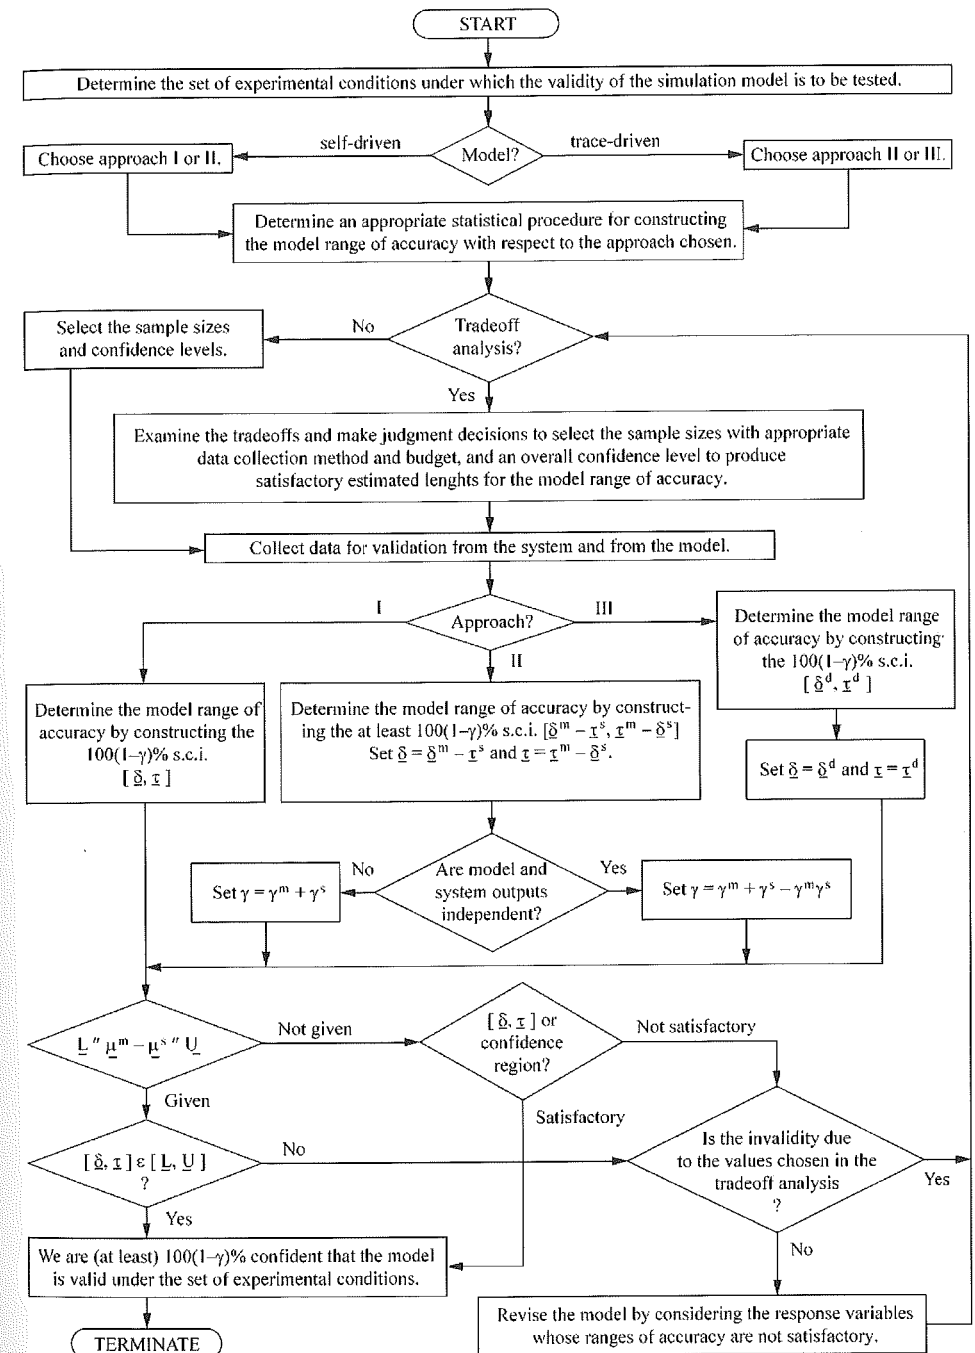 START
Determine the set of experimental conditions under which the validity of the simulation model is to be tested.
self-driven
Model?
trace-driven
Choose approach I or II.
Choose approach II or III.
Determine an appropriate statistical procedure for constructing
the model range of accuracy with respect to the approach chosen.
Select the sample sizes
and confidence levels.
No
Tradeoff
analysis?
Yes
Examine the tradeoffs and make judgment decisions to select the sample sizes with appropriate
data collection method and budget, and an overall confidence level to produce
satisfactory estimated lenghts for the model range of accuracy.
Collect data for validation from the system and from the model.
I
Approach?
III
II
Determine the model range
of accuracy by constructing
the 100(1–γ)% s.c.i.
[ δ̲ᵈ, τ̲ᵈ ]
Determine the model range of
accuracy by constructing the
100(1–γ)% s.c.i.
[ δ̲, τ̲ ]
Determine the model range of accuracy by construct-
ing the at least 100(1–γ)% s.c.i. [δ̲ᵐ – τ̲ˢ, τ̲ᵐ – δ̲ˢ]
Set δ̲ = δ̲ᵐ – τ̲ˢ and τ̲ = τ̲ᵐ – δ̲ˢ.
Set δ̲ = δ̲ᵈ and τ̲ = τ̲ᵈ
Set γ = γᵐ + γˢ
No
Are model and
system outputs
independent?
Yes
Set γ = γᵐ + γˢ – γᵐγˢ
L̲ ″ μ̲ᵐ – μ̲ˢ ″ U̲
Not given
[ δ̲, τ̲ ] or
confidence
region?
Not satisfactory
Given
Satisfactory
[ δ̲, τ̲ ] ε [ L̲, U̲ ]
?
No
Is the invalidity due
to the values chosen in the
tradeoff analysis
?
Yes
Yes
No
We are (at least) 100(1–γ)% confident that the model
is valid under the set of experimental conditions.
Revise the model by considering the response variables
whose ranges of accuracy are not satisfactory.
TERMINATE